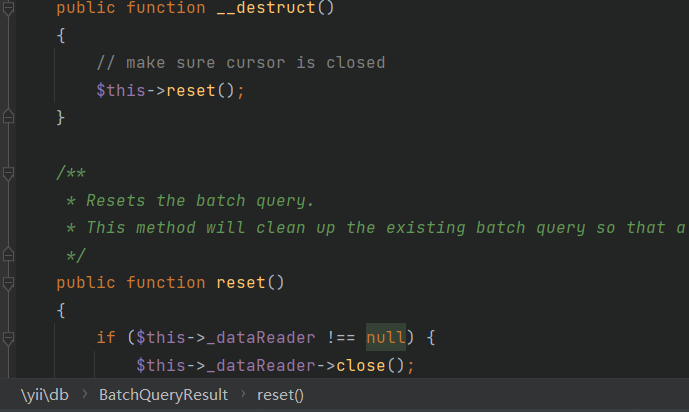 public function __destruct()
{
// make sure cursor is closed
$this->reset();
}
/**
* Resets the batch query.
* This method will clean up the existing batch query so that a
*/
public function reset()
{
if ($this->_dataReader !== null) {
$this->_dataReader->close();
\yii\db > BatchQueryResult > reset()